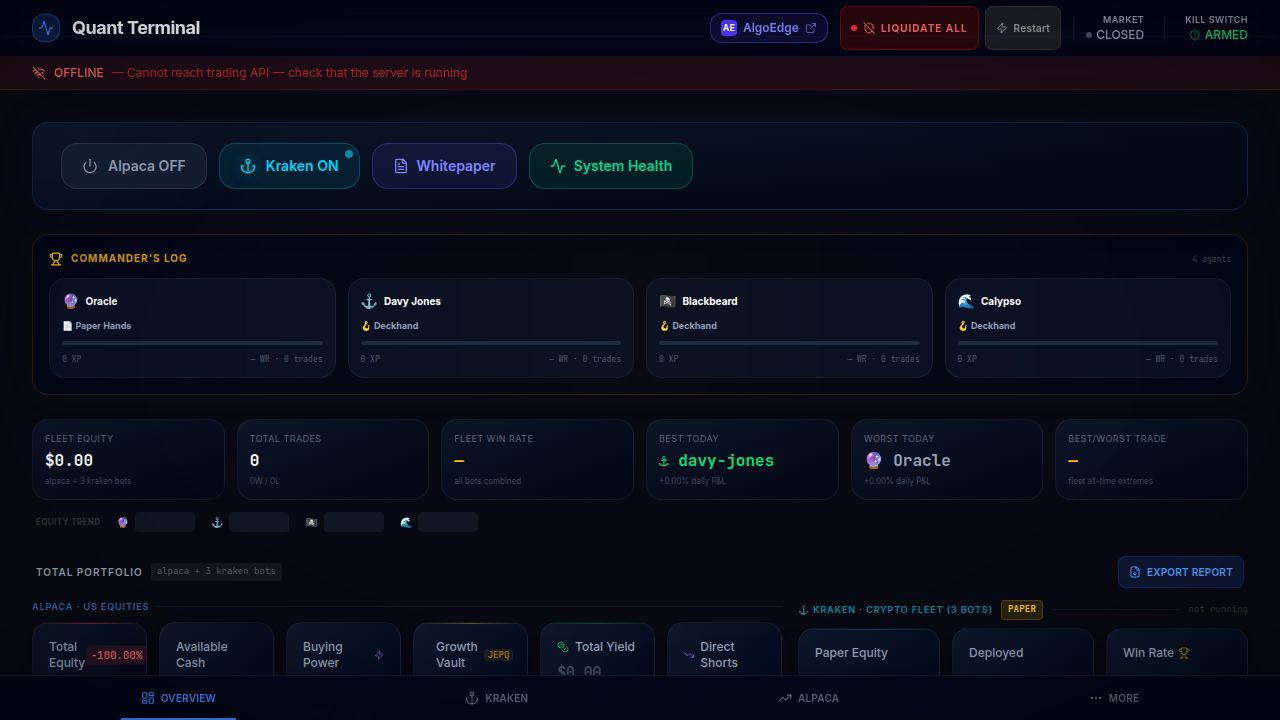 Quant Terminal
AE AlgoEdge
LIQUIDATE ALL
Restart
MARKET
CLOSED
KILL SWITCH
ARMED
OFFLINE — Cannot reach trading API — check that the server is running
Alpaca OFF
Kraken ON
Whitepaper
System Health
COMMANDER'S LOG
4 agents
Oracle
Paper Hands
0 XP
— WR · 0 trades
Davy Jones
Deckhand
0 XP
— WR · 0 trades
Blackbeard
Deckhand
0 XP
— WR · 0 trades
Calypso
Deckhand
0 XP
— WR · 0 trades
FLEET EQUITY
$0.00
alpaca + 3 kraken bots
TOTAL TRADES
0
0W / 0L
FLEET WIN RATE
—
all bots combined
BEST TODAY
davy-jones
+0.00% daily P&L
WORST TODAY
Oracle
+0.00% daily P&L
BEST/WORST TRADE
—
fleet all-time extremes
EQUITY TREND
TOTAL PORTFOLIO
alpaca + 3 kraken bots
EXPORT REPORT
ALPACA · US EQUITIES
KRAKEN · CRYPTO FLEET (3 BOTS)
PAPER
not running
Total
Equity
-100.00%
Available
Cash
Buying
Power
Growth
Vault
JEPQ
Total Yield
$0.00
Direct
Shorts
Paper Equity
Deployed
Win Rate
OVERVIEW
KRAKEN
ALPACA
MORE